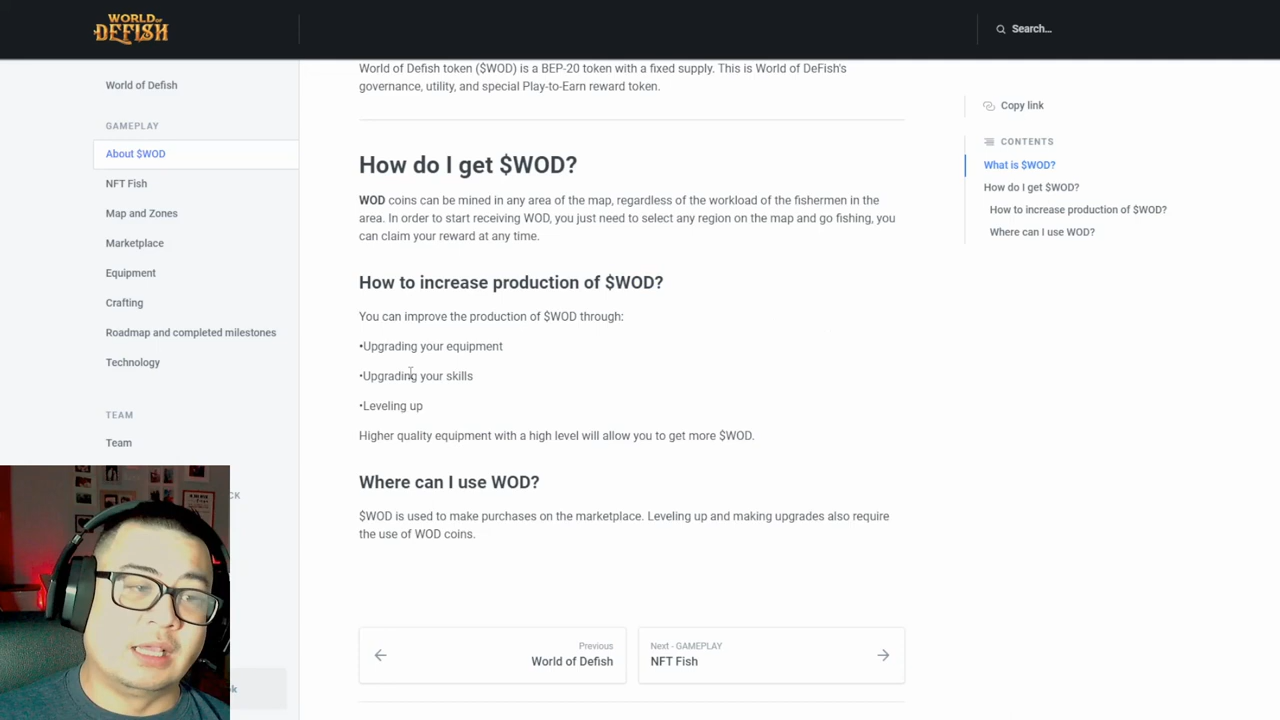 WORLD OF
DEFISH
Search...
World of Defish
GAMEPLAY
About $WOD
NFT Fish
Map and Zones
Marketplace
Equipment
Crafting
Roadmap and completed milestones
Technology
TEAM
Team
World of Defish token ($WOD) is a BEP-20 token with a fixed supply. This is World of DeFish's
governance, utility, and special Play-to-Earn reward token.
How do I get $WOD?
WOD coins can be mined in any area of the map, regardless of the workload of the fishermen in the
area. In order to start receiving WOD, you just need to select any region on the map and go fishing, you
can claim your reward at any time.
How to increase production of $WOD?
You can improve the production of $WOD through:
•Upgrading your equipment
•Upgrading your skills
•Leveling up
Higher quality equipment with a high level will allow you to get more $WOD.
Where can I use WOD?
$WOD is used to make purchases on the marketplace. Leveling up and making upgrades also require
the use of WOD coins.
Previous
World of Defish
Next - GAMEPLAY
NFT Fish
Copy link
CONTENTS
What is $WOD?
How do I get $WOD?
How to increase production of $WOD?
Where can I use WOD?